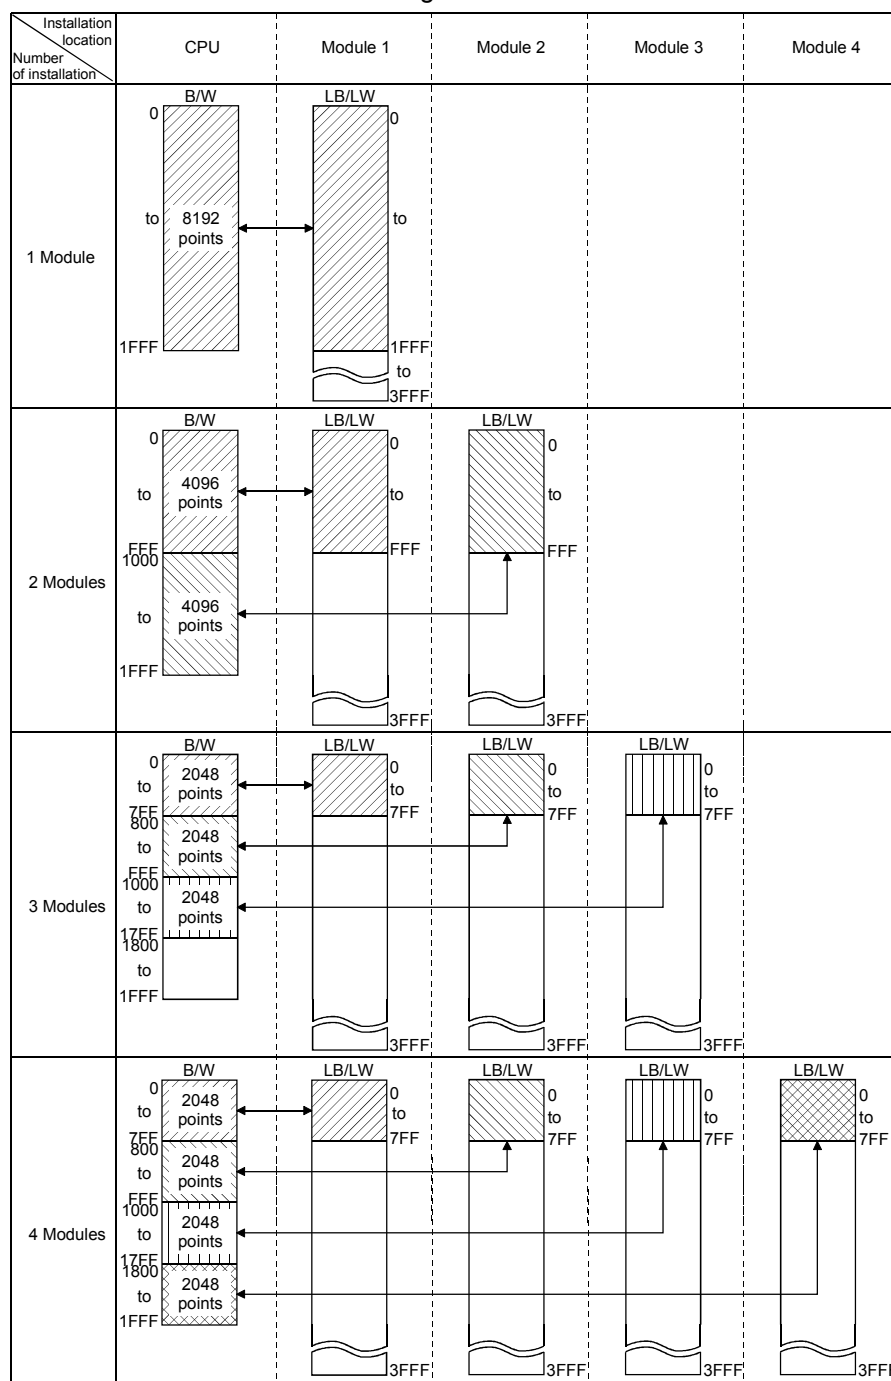 Installation
location
Number
of installation
CPU
Module 1
Module 2
Module 3
Module 4
1 Module
B/W
0
to
8192
points
1FFF
LB/LW
0
to
1FFF
to
3FFF
2 Modules
B/W
0
to
4096
points
FFF
1000
to
4096
points
1FFF
LB/LW
0
to
FFF
3FFF
LB/LW
0
to
FFF
3FFF
3 Modules
B/W
0
to
2048
points
7FF
800
to
2048
points
FFF
1000
to
2048
points
17FF
1800
to
1FFF
LB/LW
0
to
7FF
3FFF
LB/LW
0
to
7FF
3FFF
LB/LW
0
to
7FF
3FFF
4 Modules
B/W
0
to
2048
points
7FF
800
to
2048
points
FFF
1000
to
2048
points
17FF
1800
to
2048
points
1FFF
LB/LW
0
to
7FF
3FFF
LB/LW
0
to
7FF
3FFF
LB/LW
0
to
7FF
3FFF
LB/LW
0
to
7FF
3FFF